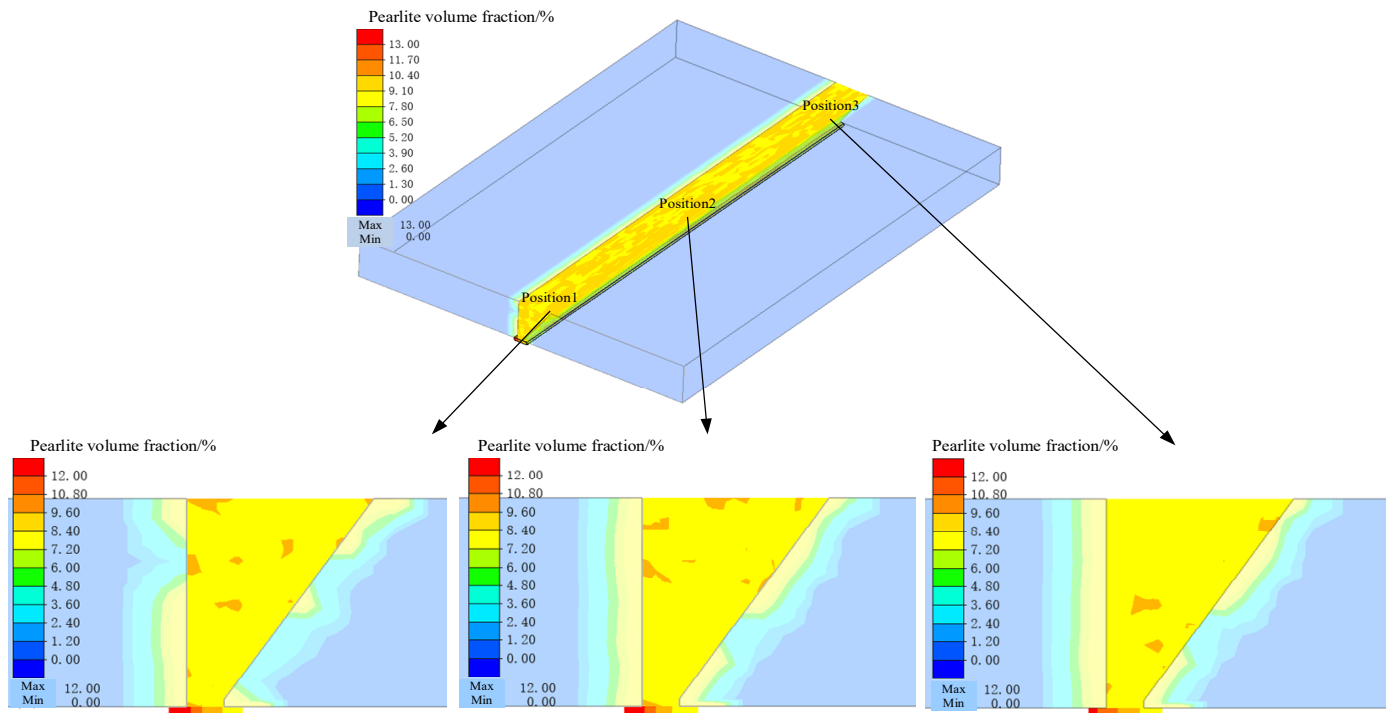 Pearlite volume fraction/%
13. 00
11. 70
10. 40
9. 10
7. 80
6. 50
5. 20
3. 90
2. 60
1. 30
0. 00
Max 13. 00
Min 0. 00
Position3
Position2
Position1
Pearlite volume fraction/%
12. 00
10. 80
9. 60
8. 40
7. 20
6. 00
4. 80
3. 60
2. 40
1. 20
0. 00
Max 12. 00
Min 0. 00
Pearlite volume fraction/%
12. 00
10. 80
9. 60
8. 40
7. 20
6. 00
4. 80
3. 60
2. 40
1. 20
0. 00
Max 12. 00
Min 0. 00
Pearlite volume fraction/%
12. 00
10. 80
9. 60
8. 40
7. 20
6. 00
4. 80
3. 60
2. 40
1. 20
0. 00
Max 12. 00
Min 0. 00